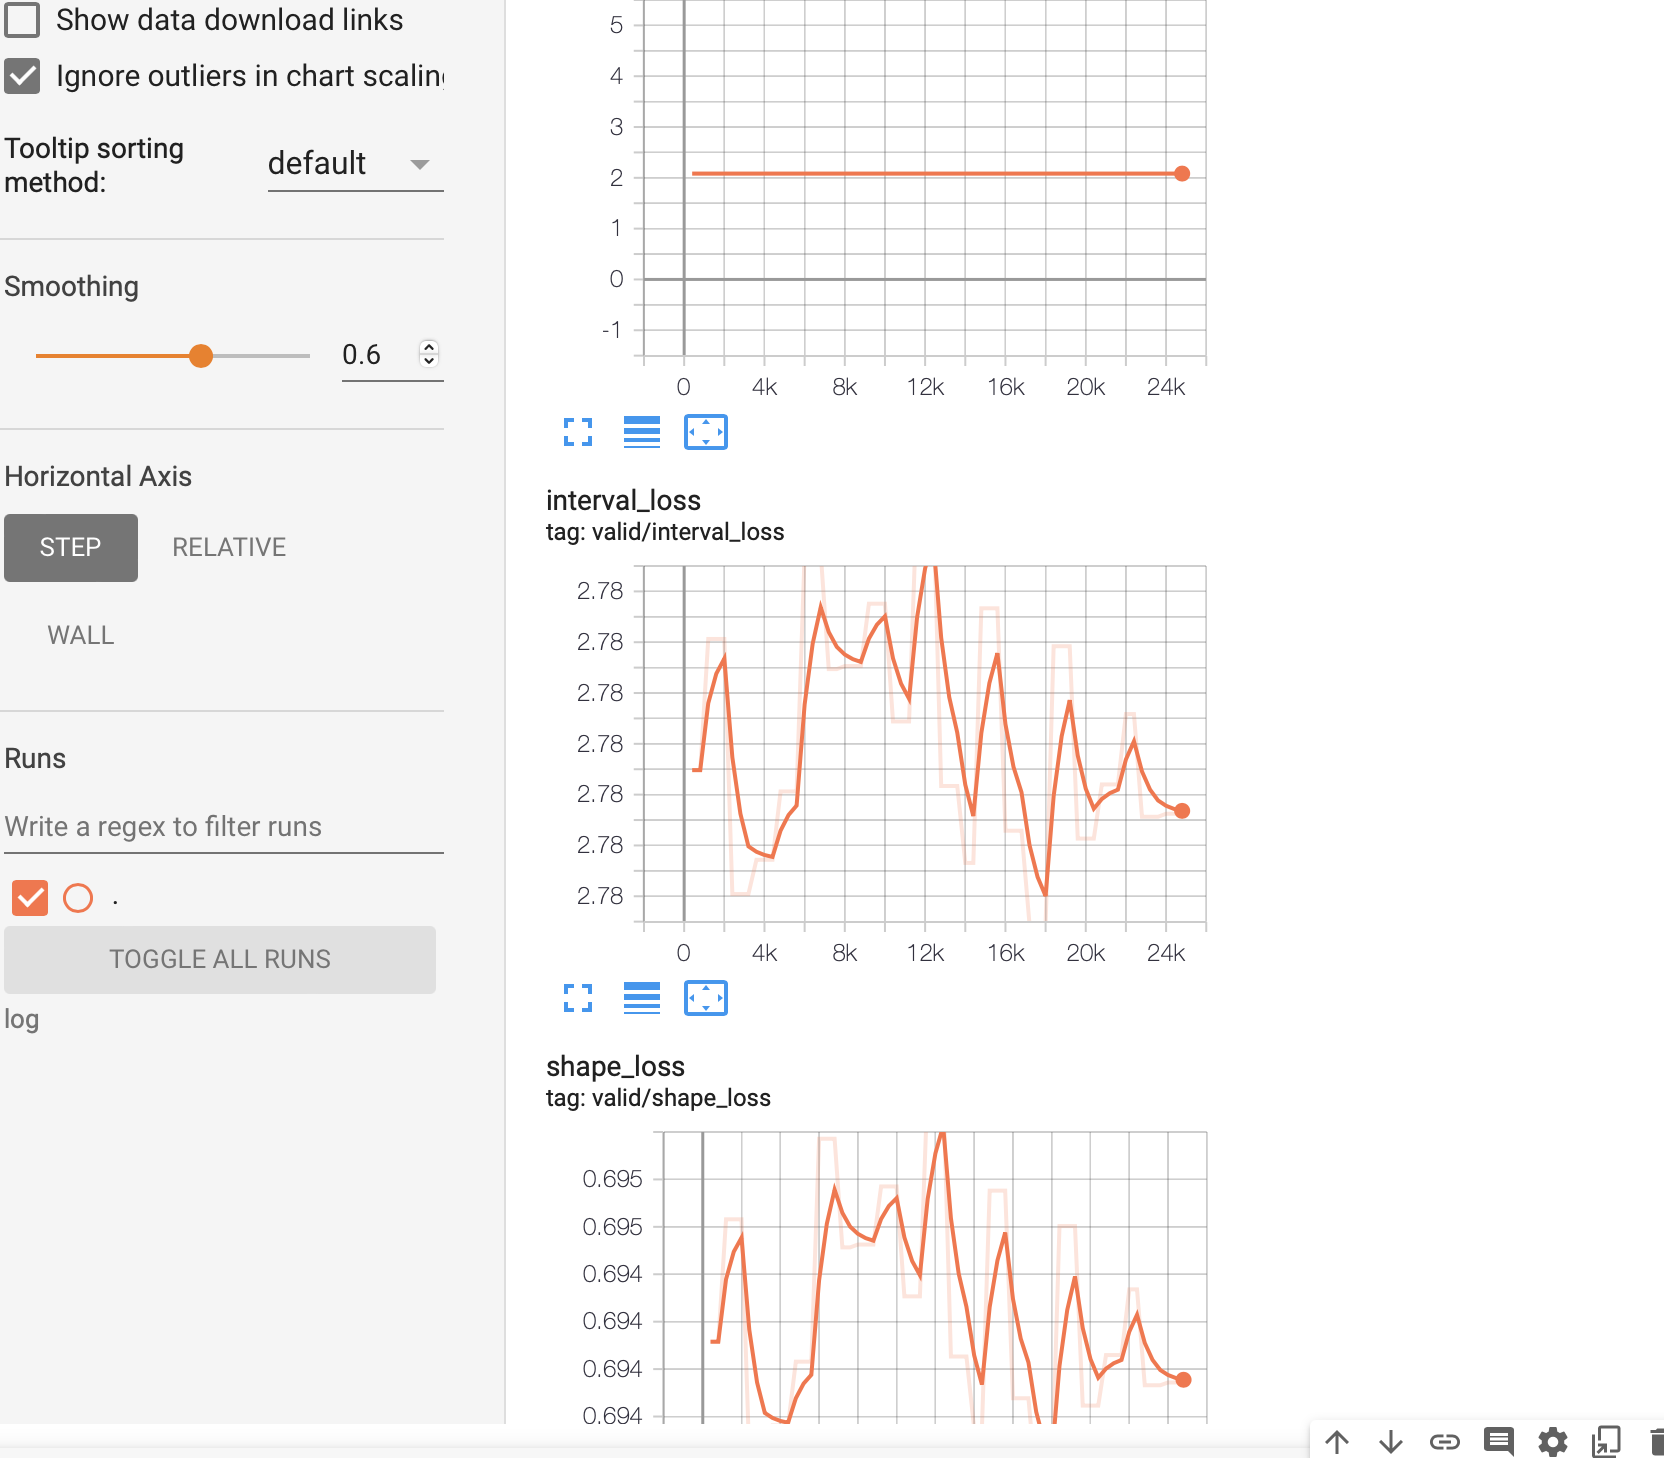 Show data download links
Ignore outliers in chart scaling
Tooltip sorting
method:
default
Smoothing
0.6
Horizontal Axis
STEP
RELATIVE
WALL
Runs
Write a regex to filter runs
.
TOGGLE ALL RUNS
log
5
4
3
2
1
0
-1
0 4k 8k 12k 16k 20k 24k
interval_loss
tag: valid/interval_loss
2.78
2.78
2.78
2.78
2.78
2.78
2.78
0 4k 8k 12k 16k 20k 24k
shape_loss
tag: valid/shape_loss
0.695
0.695
0.694
0.694
0.694
0.694